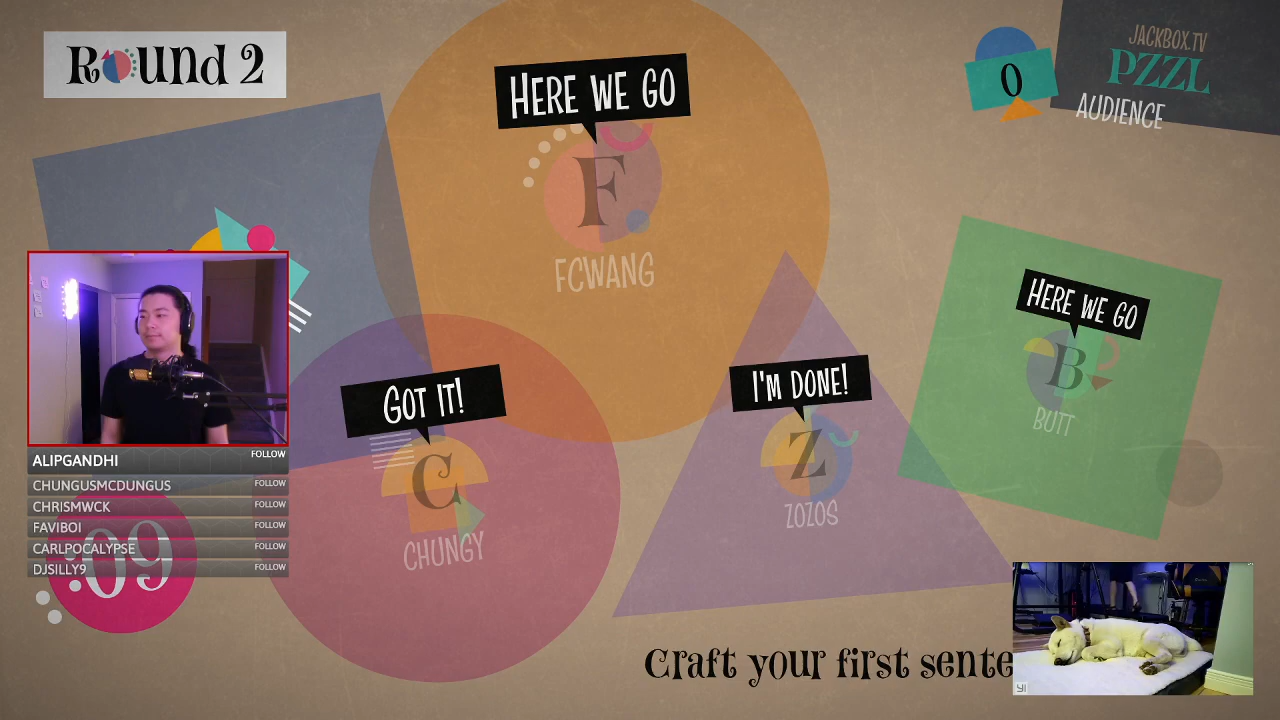 Round 2
HERE WE GO
F
FCWANG
0
JACKBOX.TV
PZZL
AUDIENCE
HERE WE GO
B
BUTT
GOT IT!
C
CHUNGY
I'M DONE!
Z
ZOZOS
ALIPGANDHI FOLLOW
CHUNGUSMCDUNGUS FOLLOW
CHRISMWCK FOLLOW
FAVIBOI FOLLOW
CARLPOCALYPSE FOLLOW
DJSILLY9 FOLLOW
:09
Craft your first sente
YI